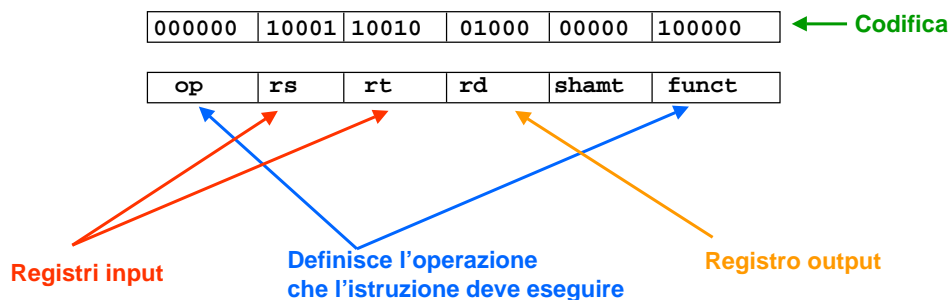 000000 10001 10010 01000 00000 100000 Codifica
op rs rt rd shamt funct
Registri input
Definisce l'operazione
che l'istruzione deve eseguire
Registro output